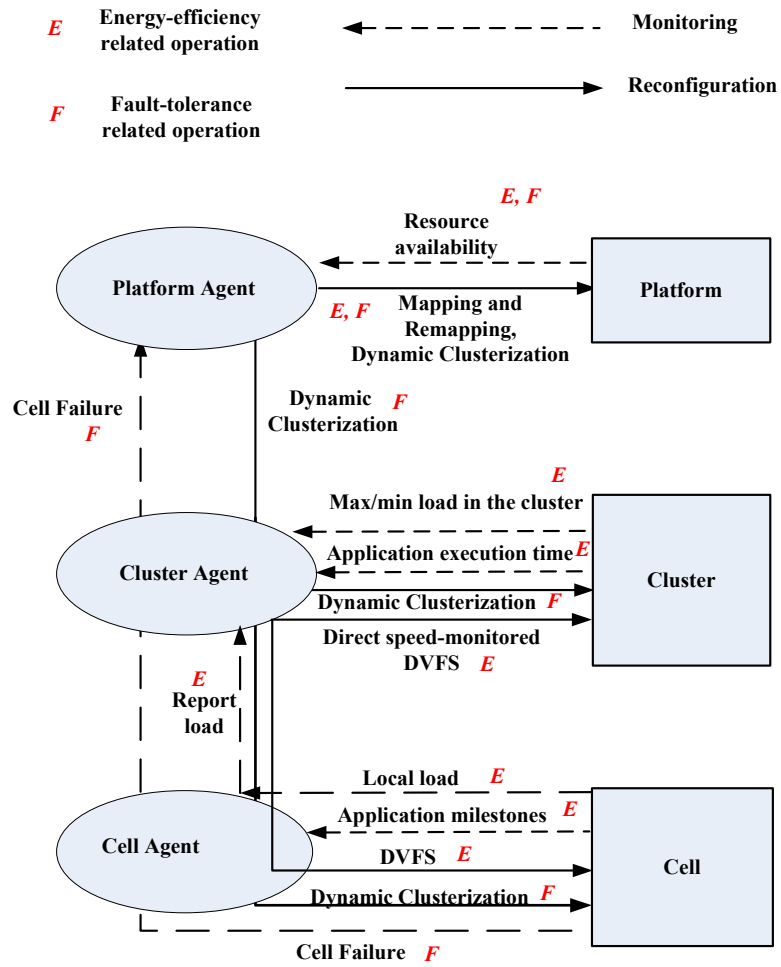 E
Energy-efficiency
related operation
Monitoring
Reconfiguration
F
Fault-tolerance
related operation
E, F
Resource
availability
Platform Agent
Platform
E, F
Mapping and
Remapping,
Dynamic Clusterization
Cell Failure
F
Dynamic
Clusterization
F
E
Max/min load in the cluster
Application execution time
E
Cluster Agent
Cluster
Dynamic Clusterization
F
Direct speed-monitored
DVFS
E
E
Report
load
Local load
E
Application milestones
E
Cell Agent
DVFS
E
Cell
Dynamic Clusterization
F
Cell Failure
F